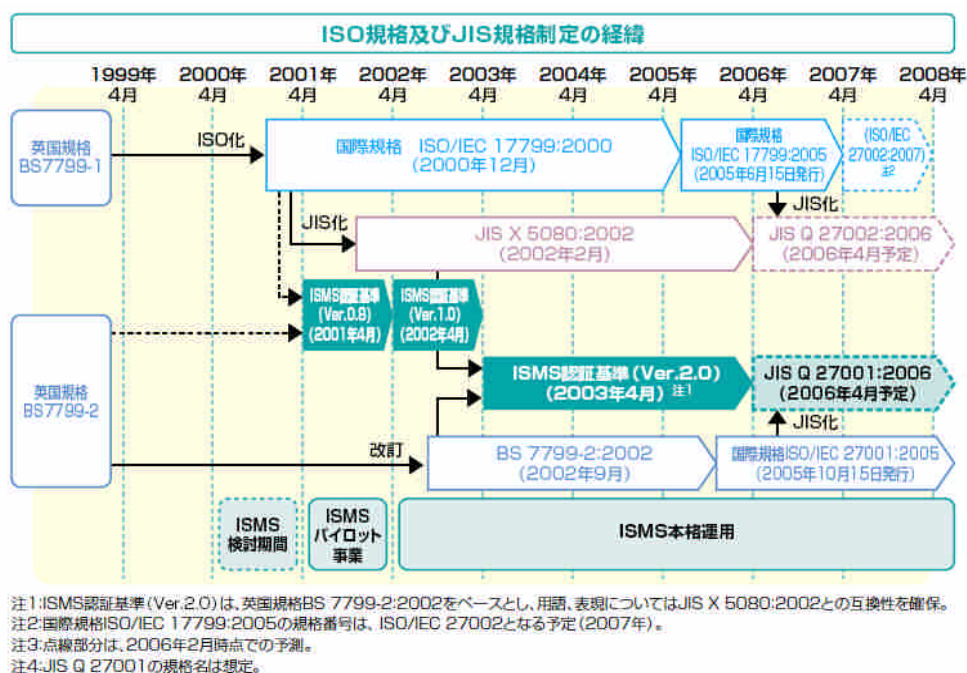 ISO規格及びJIS規格制定の経緯
1999年 2000年 2001年 2002年 2003年 2004年 2005年 2006年 2007年 2008年
4月 4月 4月 4月 4月 4月 4月 4月 4月 4月
英国規格
BS7799-1
ISO化
国際規格 ISO/IEC 17799:2000
(2000年12月)
国際規格
ISO/IEC 17799:2005
(2005年6月15日発行)
(ISO/IEC
27002:2007)
注2
JIS化
JIS化
JIS X 5080:2002
(2002年2月)
JIS Q 27002:2006
(2006年4月予定)
ISMS認証基準
(Ver.0.8)
(2001年4月)
ISMS認証基準
(Ver.1.0)
(2002年4月)
英国規格
BS7799-2
ISMS認証基準(Ver.2.0)
(2003年4月) 注1
JIS Q 27001:2006
(2006年4月予定)
JIS化
改訂
BS 7799-2:2002
(2002年9月)
国際規格ISO/IEC 27001:2005
(2005年10月15日発行)
ISMS
検討期間
ISMS
パイロット
事業
ISMS本格運用
注1:ISMS認証基準(Ver.2.0)は、英国規格BS 7799-2:2002をベースとし、用語、表現についてはJIS X 5080:2002との互換性を確保。
注2:国際規格ISO/IEC 17799:2005の規格番号は、ISO/IEC 27002となる予定(2007年)。
注3:点線部分は、2006年2月時点での予測。
注4:JIS Q 27001の規格名は想定。